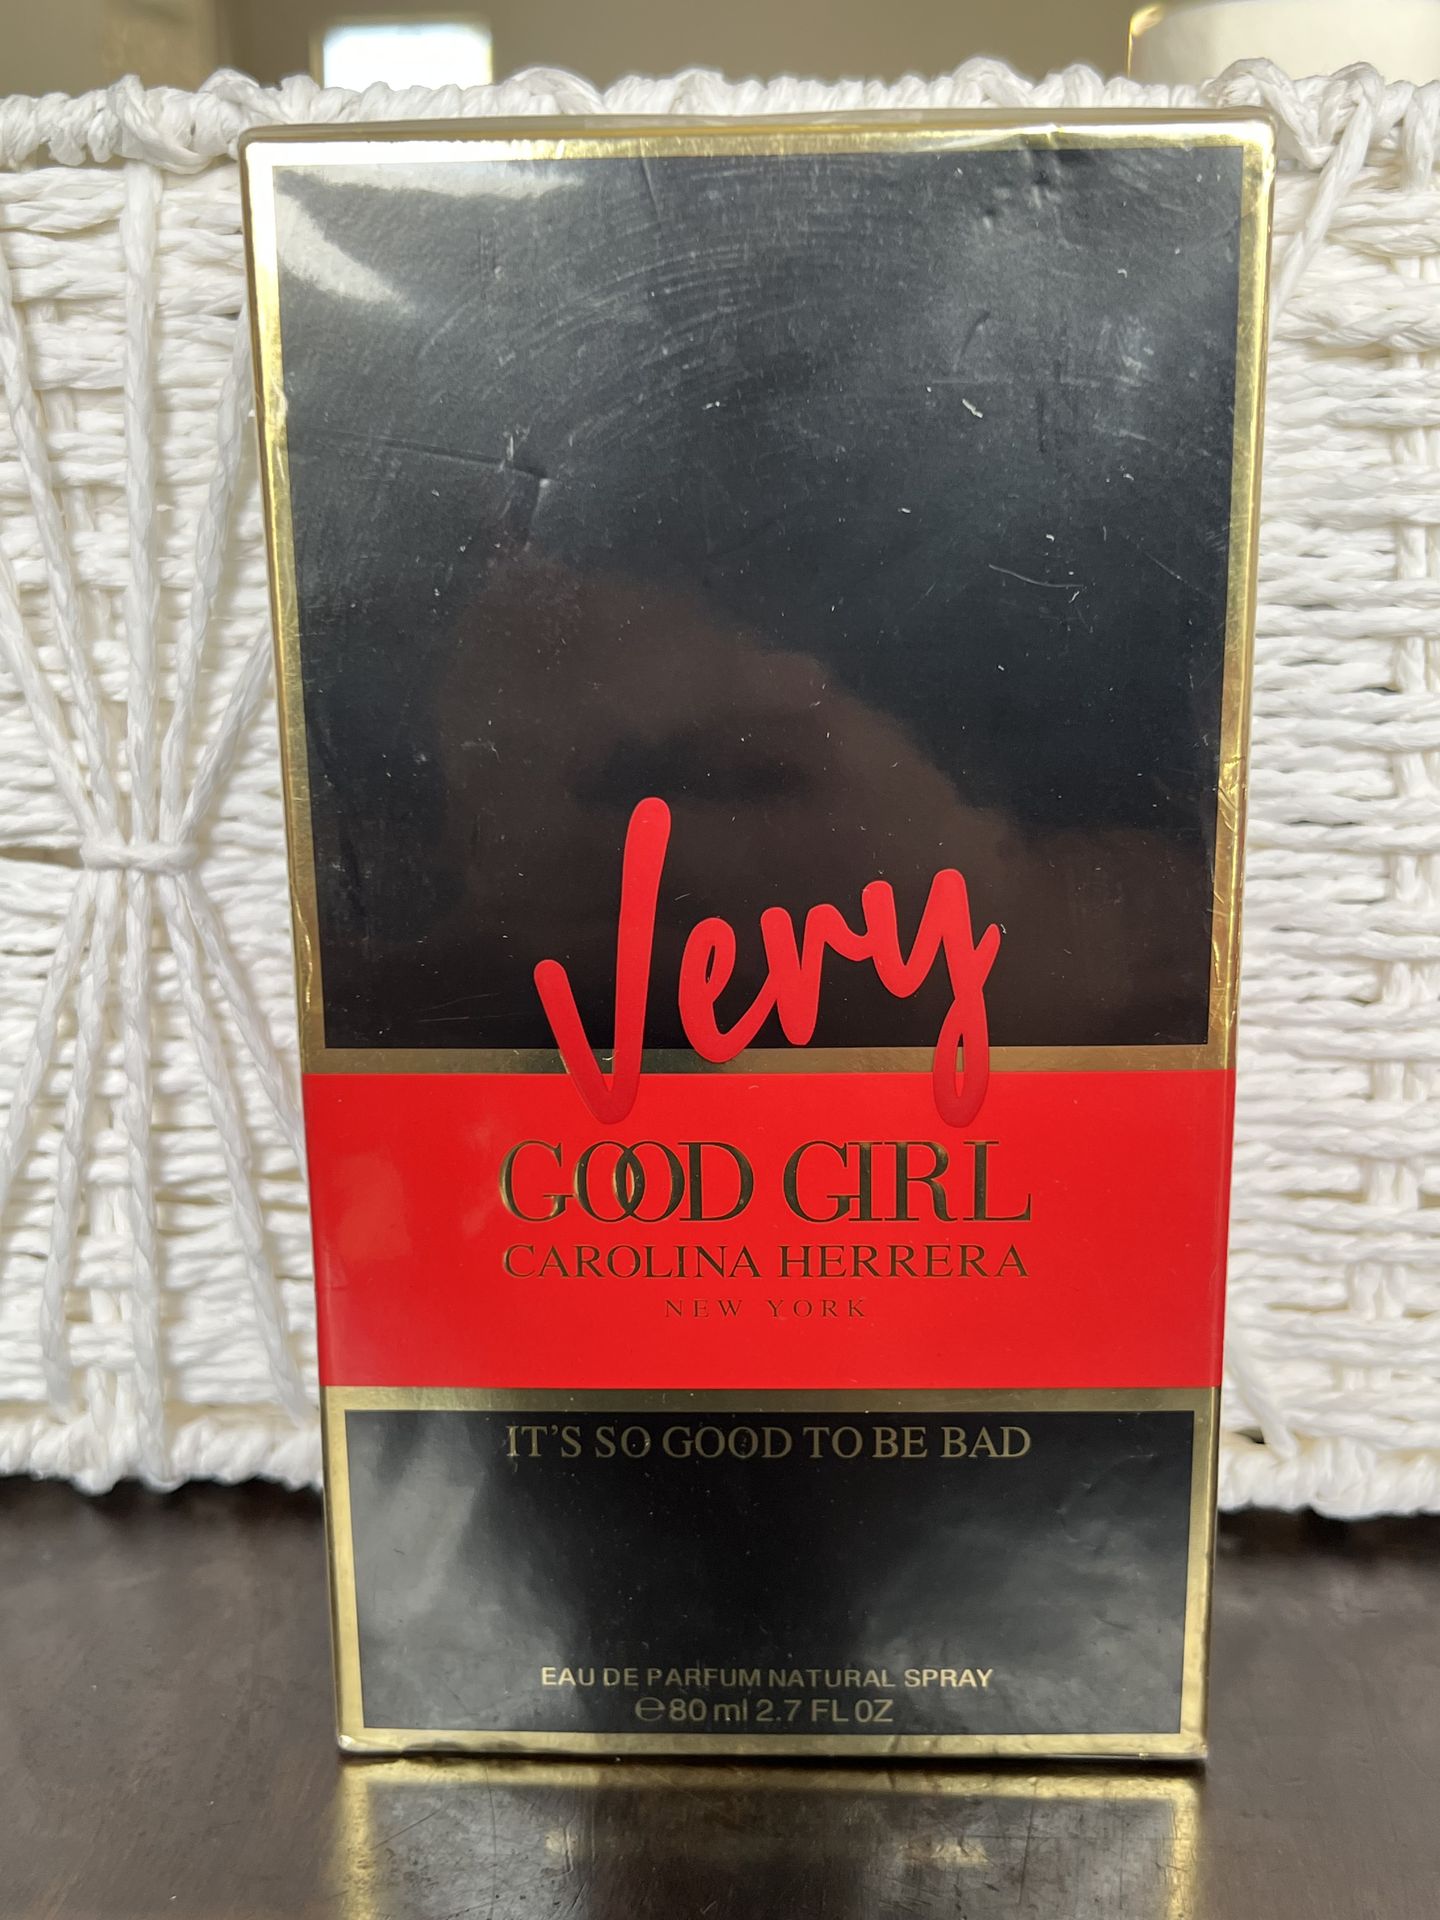 Very
GOOD GIRL
CAROLINA HERRERA
NEW YORK
IT'S SO GOOD TO BE BAD
EAU DE PARFUM NATURAL SPRAY
℮80 ml 2.7 FL OZ